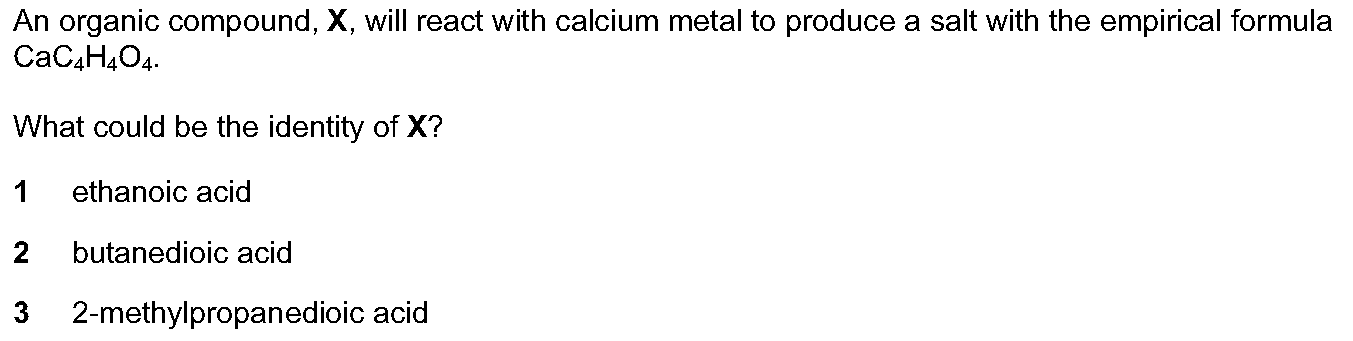 An organic compound, X, will react with calcium metal to produce a salt with the empirical formula
CaC₄H₄O₄.
What could be the identity of X?
1 ethanoic acid
2 butanedioic acid
3 2-methylpropanedioic acid